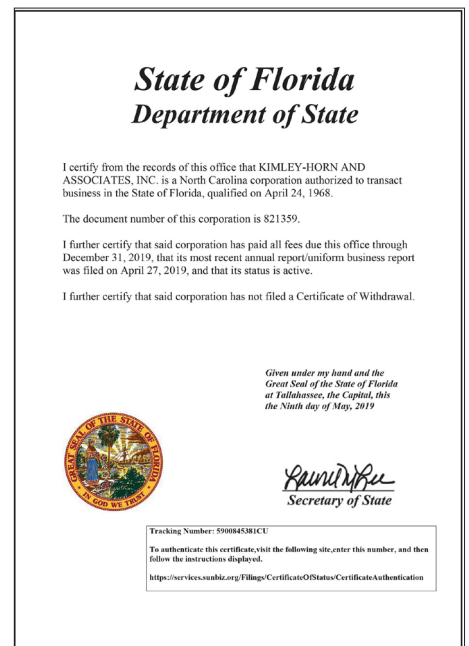 State of Florida
Department of State
I certify from the records of this office that KIMLEY-HORN AND
ASSOCIATES, INC. is a North Carolina corporation authorized to transact
business in the State of Florida, qualified on April 24, 1968.
The document number of this corporation is 821359.
I further certify that said corporation has paid all fees due this office through
December 31, 2019, that its most recent annual report/uniform business report
was filed on April 27, 2019, and that its status is active.
I further certify that said corporation has not filed a Certificate of Withdrawal.
Given under my hand and the
Great Seal of the State of Florida
at Tallahassee, the Capital, this
the Ninth day of May, 2019
GREAT SEAL OF THE STATE OF FLORIDA
IN GOD WE TRUST
Secretary of State
Tracking Number: 5900845381CU
To authenticate this certificate,visit the following site,enter this number, and then
follow the instructions displayed.
https://services.sunbiz.org/Filings/CertificateOfStatus/CertificateAuthentication